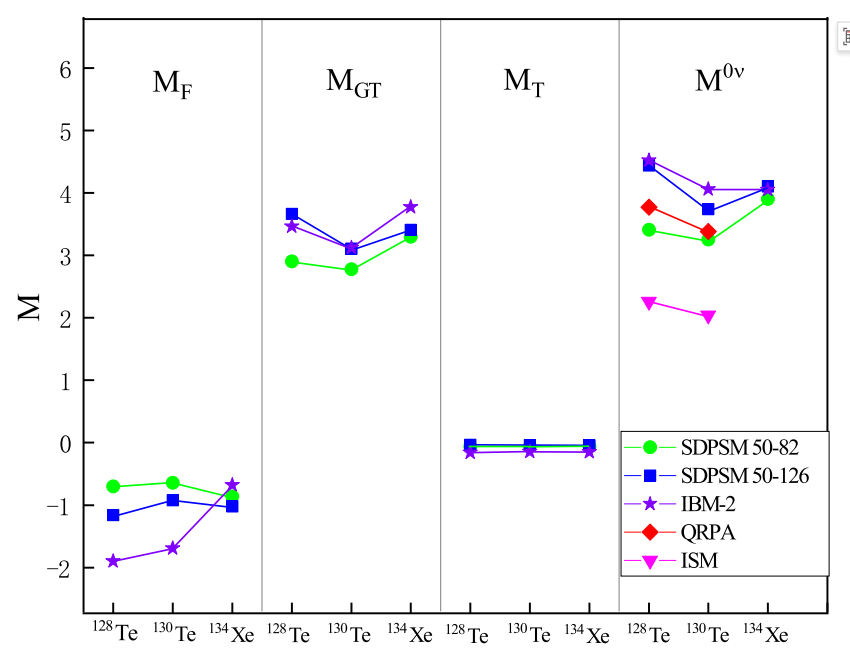 M_F M_GT M_T M^0ν
6
5
4
3
2
1
0
−1
−2
M
^128Te ^130Te ^134Xe ^128Te ^130Te ^134Xe ^128Te ^130Te ^134Xe ^128Te ^130Te ^134Xe
SDPSM 50-82
SDPSM 50-126
IBM-2
QRPA
ISM